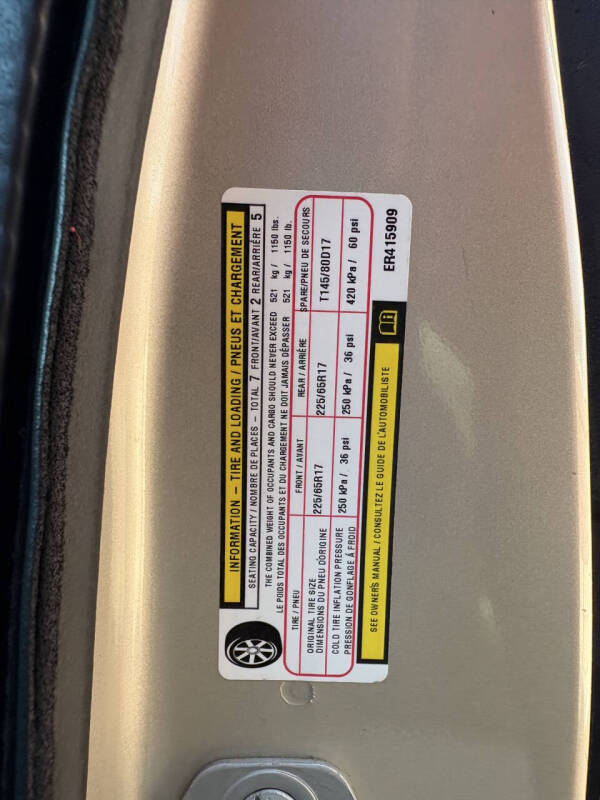 INFORMATION – TIRE AND LOADING / PNEUS ET CHARGEMENT
SEATING CAPACITY / NOMBRE DE PLACES – TOTAL 7 FRONT/AVANT 2 REAR/ARRIÈRE 5
THE COMBINED WEIGHT OF OCCUPANTS AND CARGO SHOULD NEVER EXCEED 521 kg / 1150 lbs.
LE POIDS TOTAL DES OCCUPANTS ET DU CHARGEMENT NE DOIT JAMAIS DÉPASSER 521 kg / 1150 lb.
TIRE / PNEU FRONT / AVANT REAR / ARRIÈRE SPARE/PNEU DE SECOURS
ORIGINAL TIRE SIZE
DIMENSIONS DU PNEU D'ORIGINE 225/65R17 225/65R17 T145/80D17
COLD TIRE INFLATION PRESSURE
PRESSION DE GONFLAGE À FROID 250 kPa / 36 psi 250 kPa / 36 psi 420 kPa / 60 psi
SEE OWNER'S MANUAL / CONSULTEZ LE GUIDE DE L'AUTOMOBILISTE
ER415909